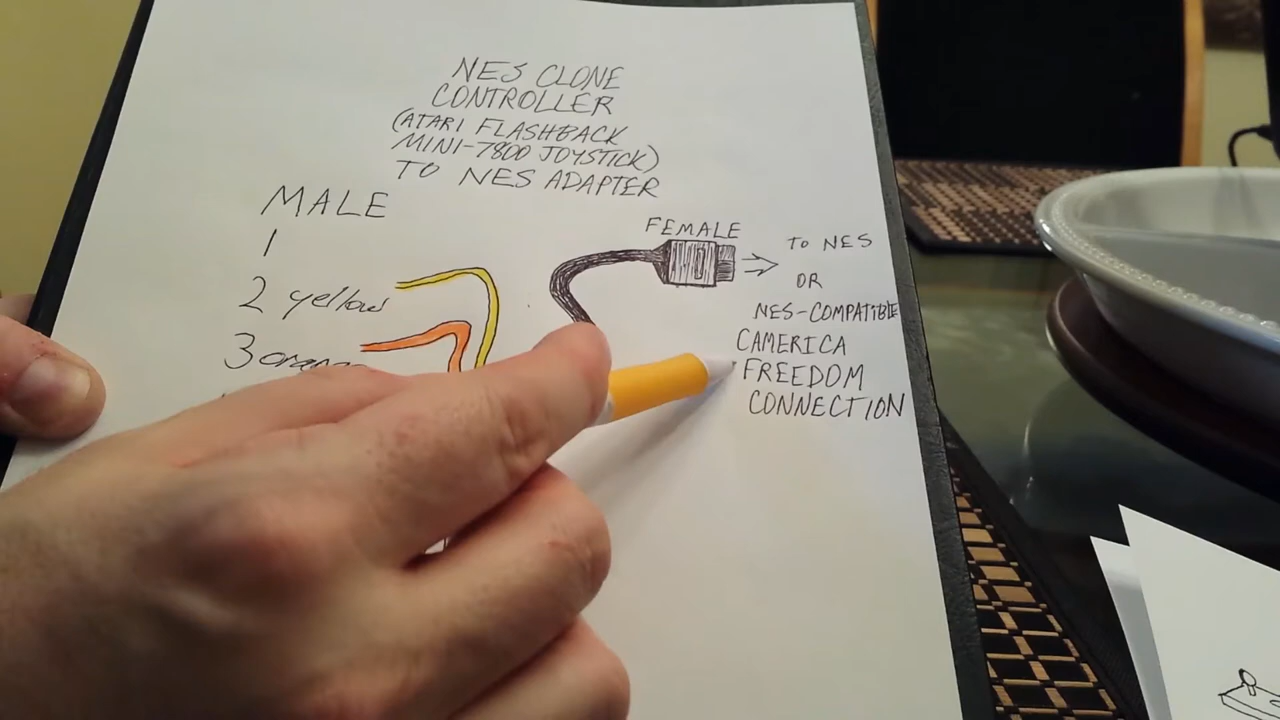 NES CLONE
CONTROLLER
(ATARI FLASHBACK
MINI-7800 JOYSTICK)
TO NES ADAPTER
MALE
1
2 yellow
3 orange
FEMALE
TO NES
OR
NES-COMPATIBLE
CAMERICA
FREEDOM
CONNECTION